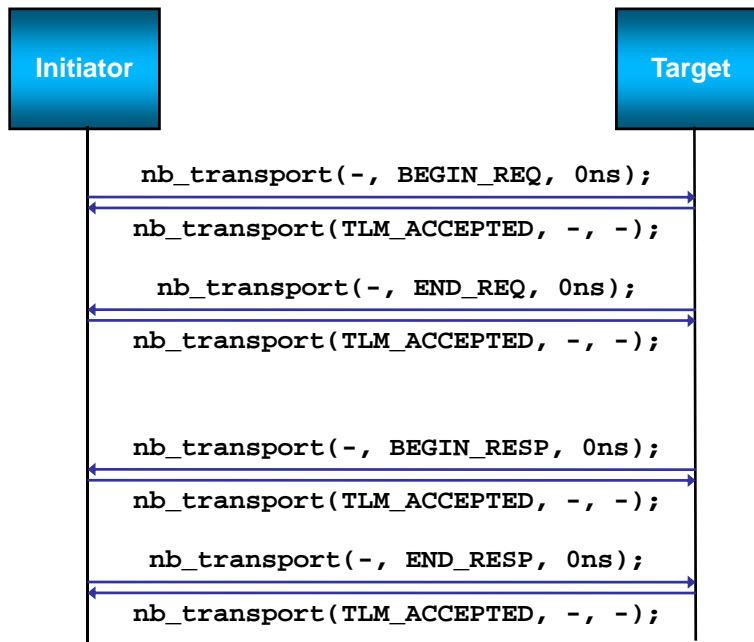 Initiator
Target
nb_transport(-, BEGIN_REQ, 0ns);
nb_transport(TLM_ACCEPTED, -, -);
nb_transport(-, END_REQ, 0ns);
nb_transport(TLM_ACCEPTED, -, -);
nb_transport(-, BEGIN_RESP, 0ns);
nb_transport(TLM_ACCEPTED, -, -);
nb_transport(-, END_RESP, 0ns);
nb_transport(TLM_ACCEPTED, -, -);